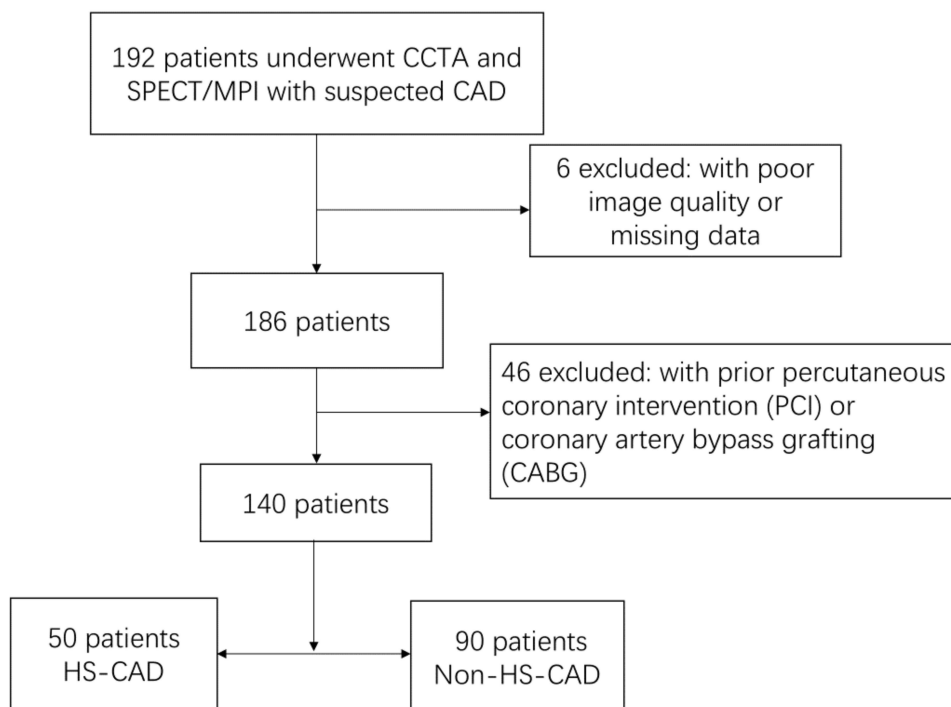 192 patients underwent CCTA and
SPECT/MPI with suspected CAD
6 excluded: with poor
image quality or
missing data
186 patients
46 excluded: with prior percutaneous
coronary intervention (PCI) or
coronary artery bypass grafting
(CABG)
140 patients
50 patients
HS-CAD
90 patients
Non-HS-CAD